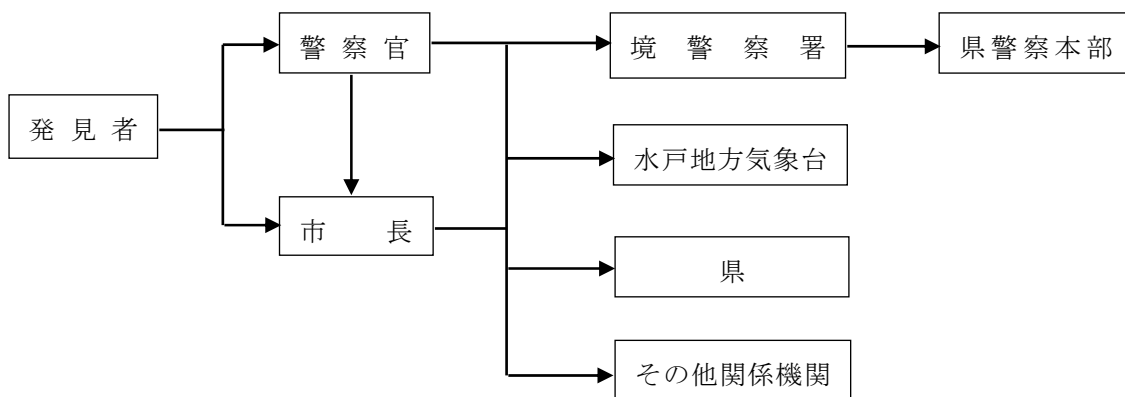 発見者
警察官
市長
境警察署
県警察本部
水戸地方気象台
県
その他関係機関